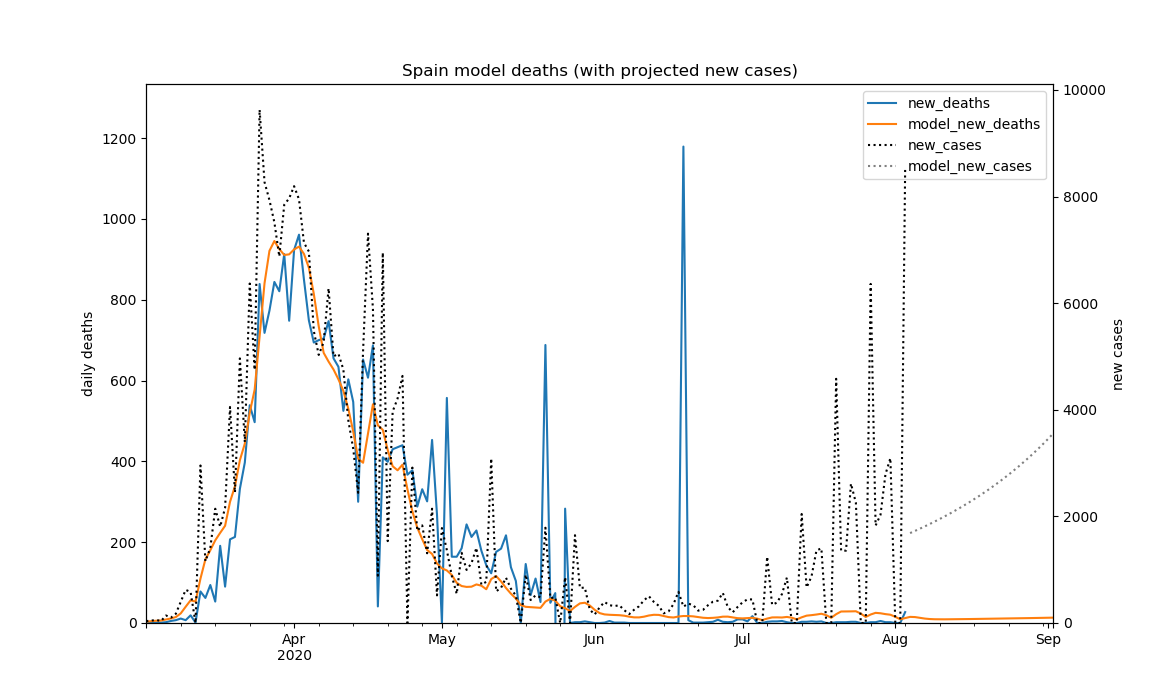 Spain model deaths (with projected new cases)
new_deaths
model_new_deaths
new_cases
model_new_cases
daily deaths
1200
1000
800
600
400
200
0
new cases
10000
8000
6000
4000
2000
0
Apr
2020
May
Jun
Jul
Aug
Sep